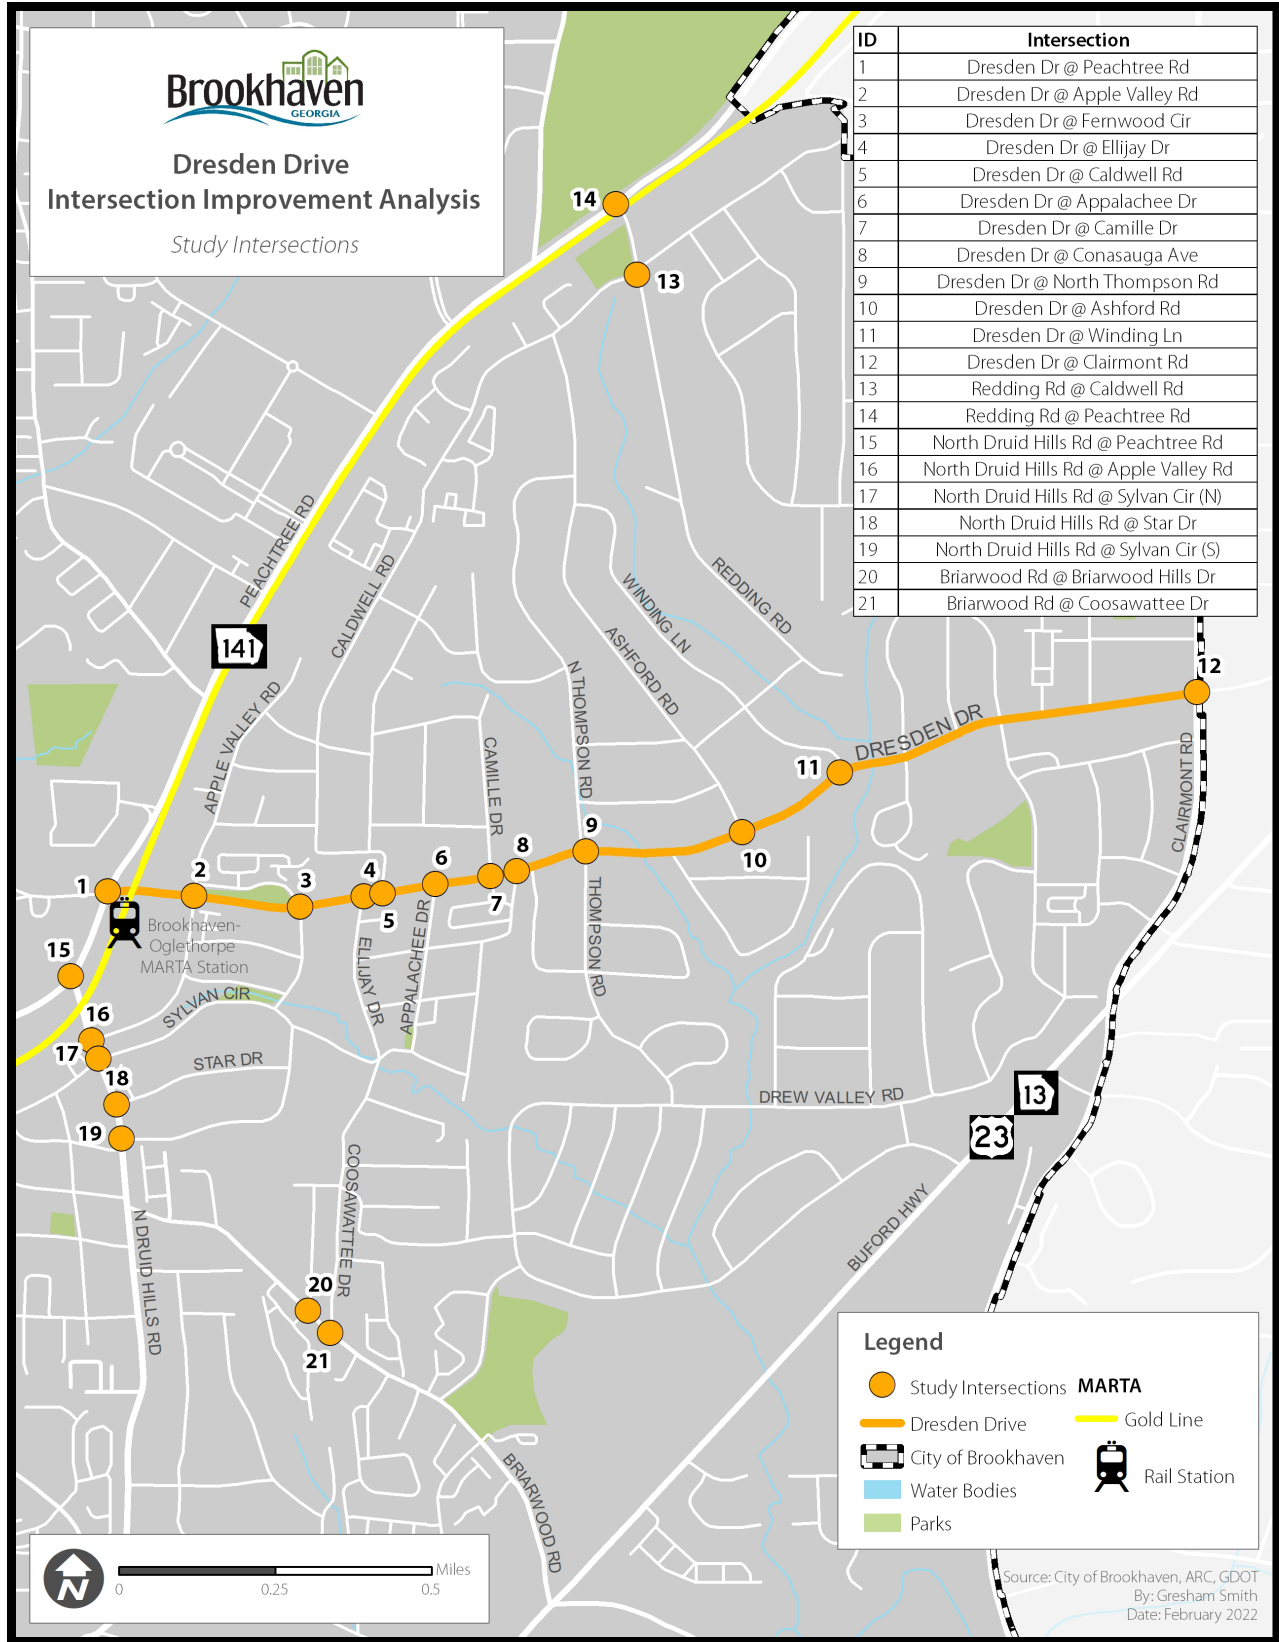 Brookhaven
GEORGIA
Dresden Drive
Intersection Improvement Analysis
Study Intersections
ID Intersection
1 Dresden Dr @ Peachtree Rd
2 Dresden Dr @ Apple Valley Rd
3 Dresden Dr @ Fernwood Cir
4 Dresden Dr @ Ellijay Dr
5 Dresden Dr @ Caldwell Rd
6 Dresden Dr @ Appalachee Dr
7 Dresden Dr @ Camille Dr
8 Dresden Dr @ Conasauga Ave
9 Dresden Dr @ North Thompson Rd
10 Dresden Dr @ Ashford Rd
11 Dresden Dr @ Winding Ln
12 Dresden Dr @ Clairmont Rd
13 Redding Rd @ Caldwell Rd
14 Redding Rd @ Peachtree Rd
15 North Druid Hills Rd @ Peachtree Rd
16 North Druid Hills Rd @ Apple Valley Rd
17 North Druid Hills Rd @ Sylvan Cir (N)
18 North Druid Hills Rd @ Star Dr
19 North Druid Hills Rd @ Sylvan Cir (S)
20 Briarwood Rd @ Briarwood Hills Dr
21 Briarwood Rd @ Coosawattee Dr
14
13
PEACHTREE RD
CALDWELL RD
REDDING RD
WINDING LN
ASHFORD RD
141
N THOMPSON RD
12
APPLE VALLEY RD
DRESDEN DR
CAMILLE DR
CLAIRMONT RD
11
9
8
10
6
4
2
3
1
7
5
Brookhaven-
Oglethorpe
MARTA Station
THOMPSON RD
APPALACHEE DR
ELLIJAY DR
15
SYLVAN CIR
16
17
STAR DR
18
19
DREW VALLEY RD
13
23
COOSAWATTEE DR
BUFORD HWY
N DRUID HILLS RD
20
21
BRIARWOOD RD
Legend
Study Intersections
Dresden Drive
City of Brookhaven
Water Bodies
Parks
MARTA
Gold Line
Rail Station
N
Miles
0 0.25 0.5
Source: City of Brookhaven, ARC, GDOT
By: Gresham Smith
Date: February 2022